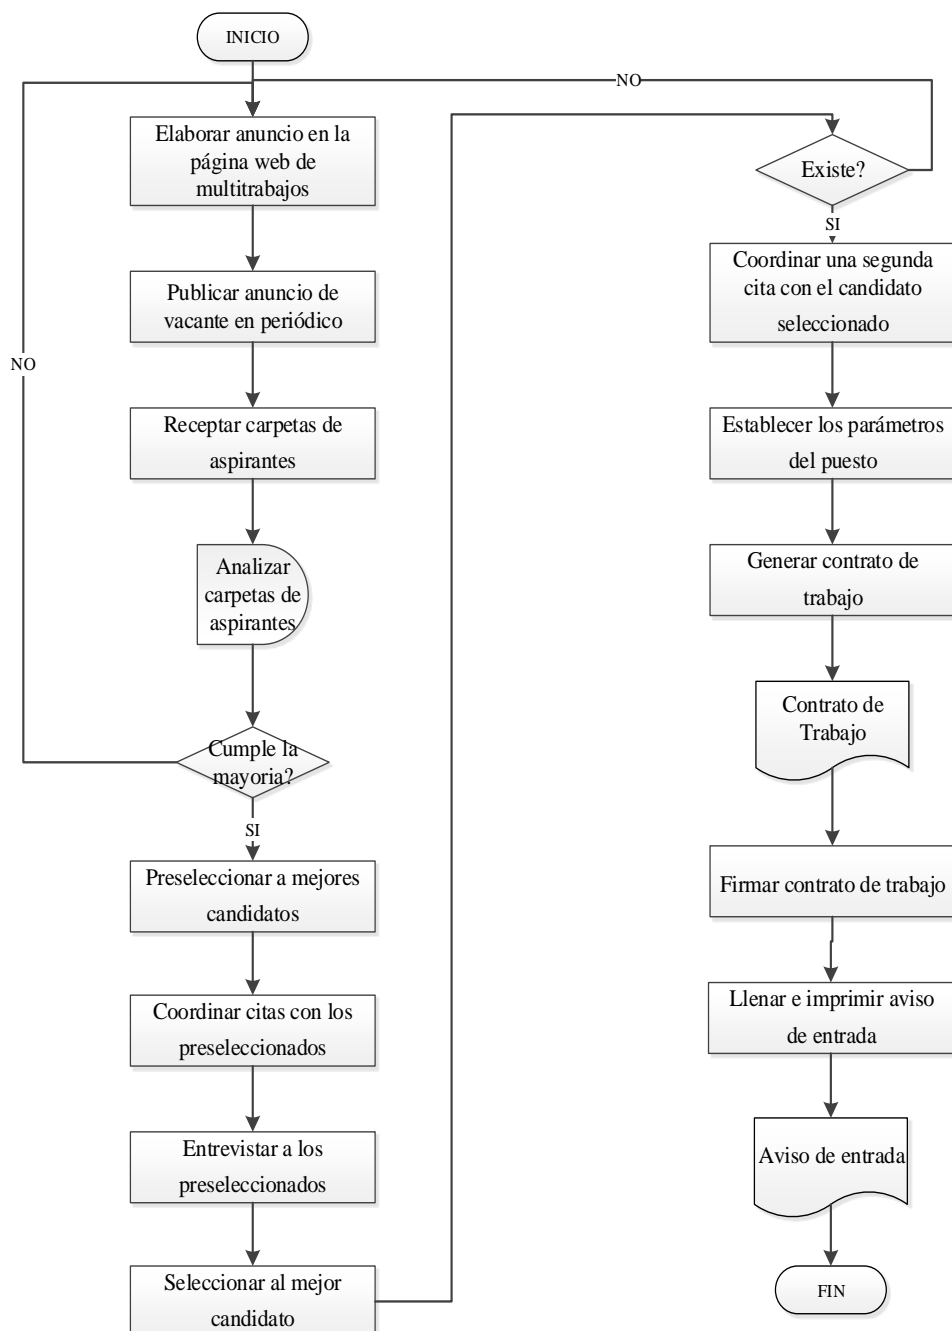 INICIO
Elaborar anuncio en la
página web de
multitrabajos
Publicar anuncio de
vacante en periódico
NO
Receptar carpetas de
aspirantes
Analizar
carpetas de
aspirantes
Cumple la
mayoria?
SI
Preseleccionar a mejores
candidatos
Coordinar citas con los
preseleccionados
Entrevistar a los
preseleccionados
Seleccionar al mejor
candidato
NO
Existe?
SI
Coordinar una segunda
cita con el candidato
seleccionado
Establecer los parámetros
del puesto
Generar contrato de
trabajo
Contrato de
Trabajo
Firmar contrato de trabajo
Llenar e imprimir aviso
de entrada
Aviso de entrada
FIN